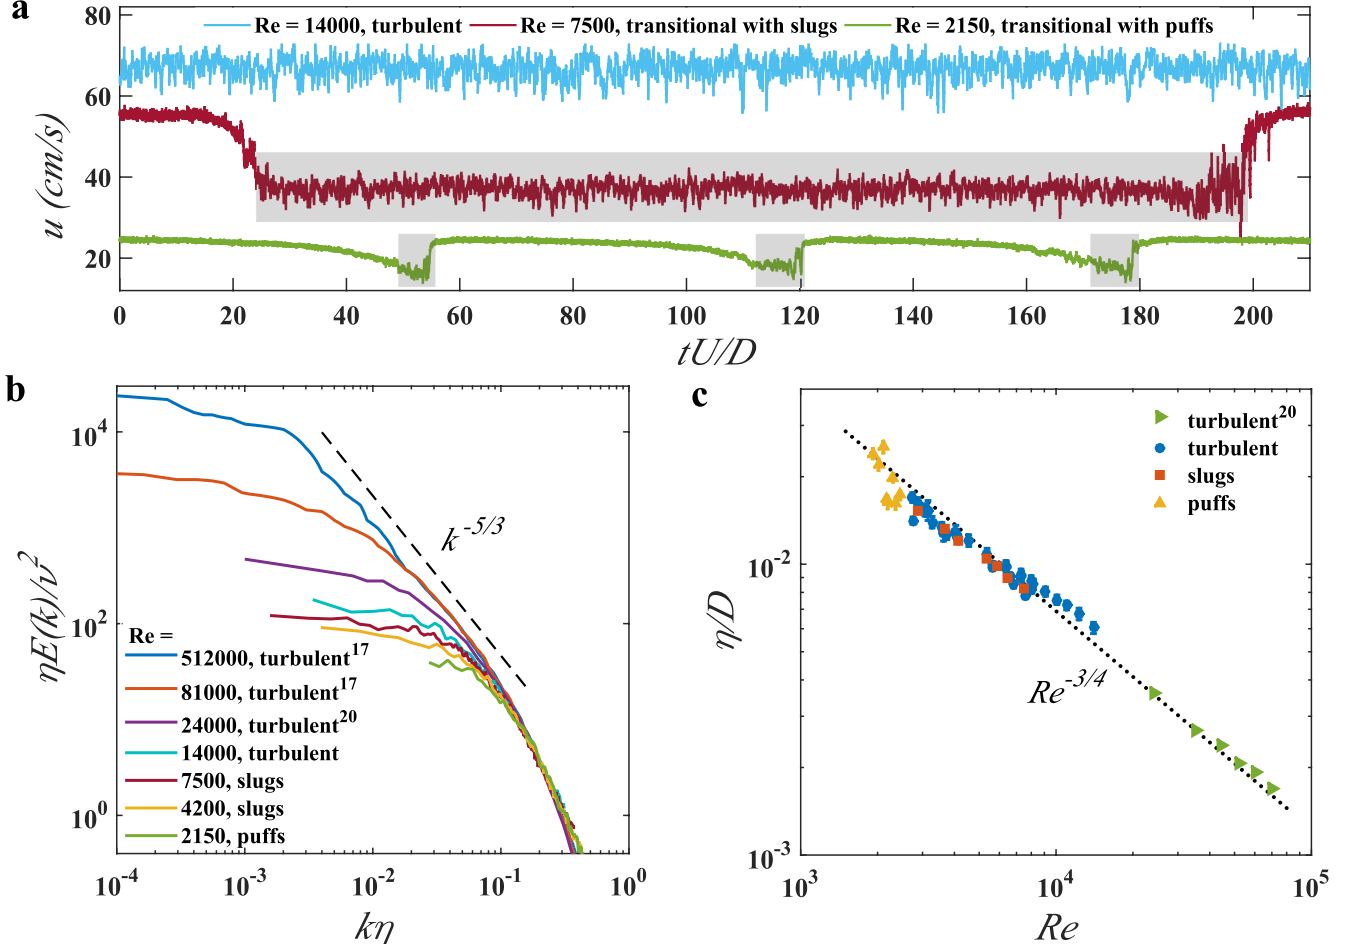 a
Re = 14000, turbulent Re = 7500, transitional with slugs Re = 2150, transitional with puffs
80
60
40
20
u (cm/s)
0 20 40 60 80 100 120 140 160 180 200
tU/D
b
10^4
10^2
10^0
ηE(k)/ν^2
k^-5/3
Re =
512000, turbulent^17
81000, turbulent^17
24000, turbulent^20
14000, turbulent
7500, slugs
4200, slugs
2150, puffs
10^-4 10^-3 10^-2 10^-1 10^0
kη
c
turbulent^20
turbulent
slugs
puffs
10^-2
10^-3
η/D
Re^-3/4
10^3 10^4 10^5
Re